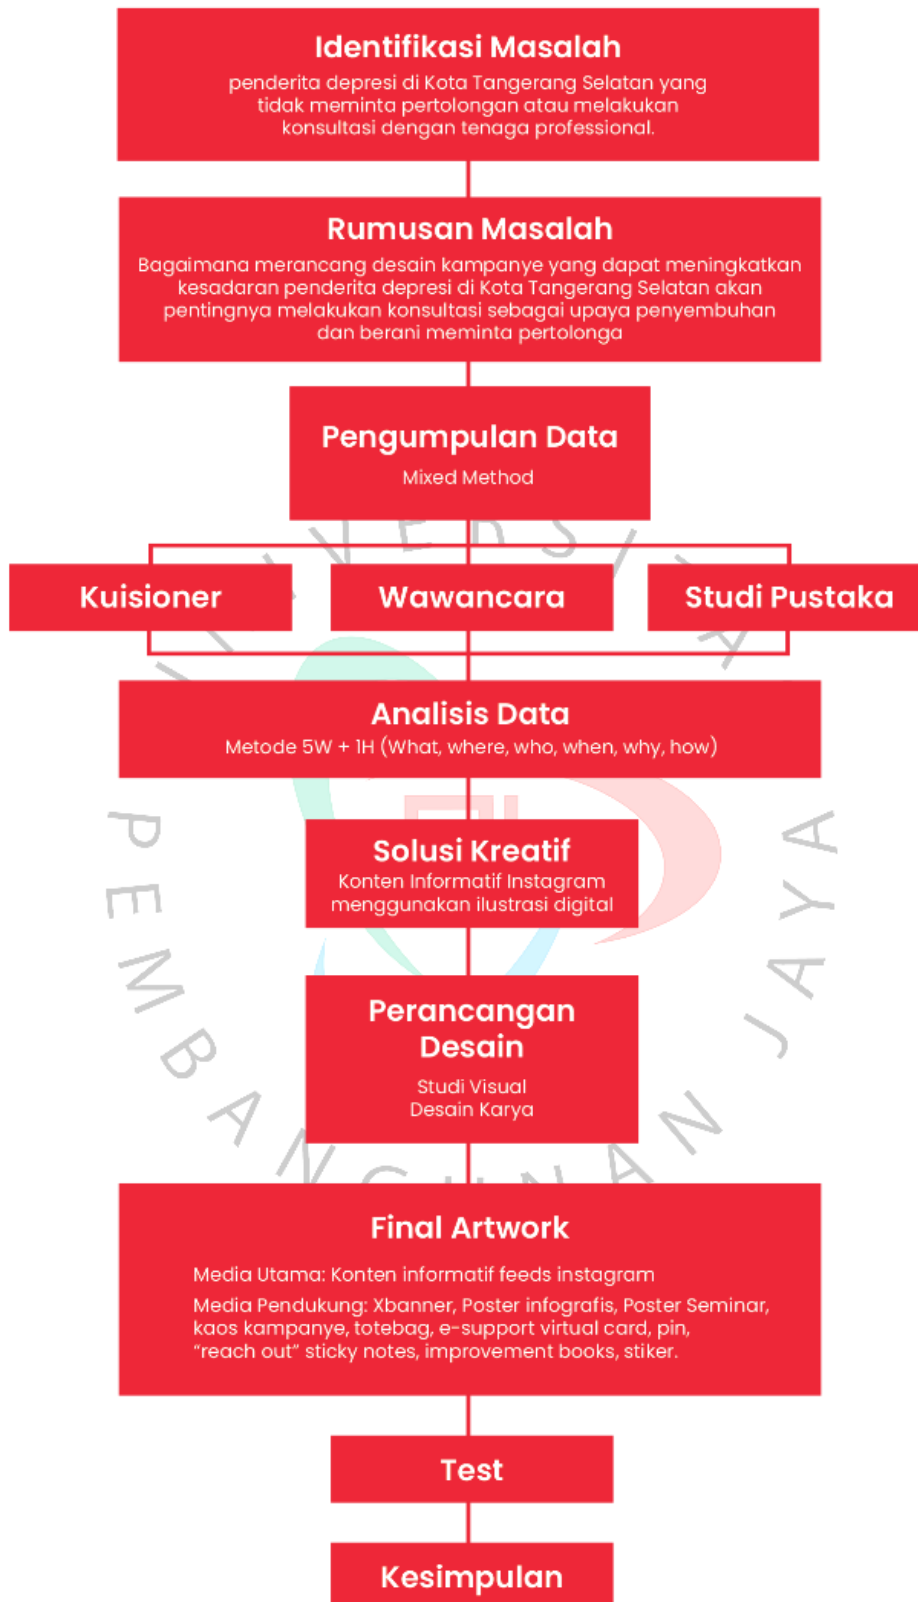 Identifikasi Masalah
penderita depresi di Kota Tangerang Selatan yang
tidak meminta pertolongan atau melakukan
konsultasi dengan tenaga professional.
Rumusan Masalah
Bagaimana merancang desain kampanye yang dapat meningkatkan
kesadaran penderita depresi di Kota Tangerang Selatan akan
pentingnya melakukan konsultasi sebagai upaya penyembuhan
dan berani meminta pertolonga
Pengumpulan Data
Mixed Method
Kuisioner
Wawancara
Studi Pustaka
Analisis Data
Metode 5W + 1H (What, where, who, when, why, how)
Solusi Kreatif
Konten Informatif Instagram
menggunakan ilustrasi digital
Perancangan
Desain
Studi Visual
Desain Karya
Final Artwork
Media Utama: Konten informatif feeds instagram
Media Pendukung: Xbanner, Poster infografis, Poster Seminar,
kaos kampanye, totebag, e-support virtual card, pin,
“reach out” sticky notes, improvement books, stiker.
Test
Kesimpulan
PEMBANGUNAN JAYA